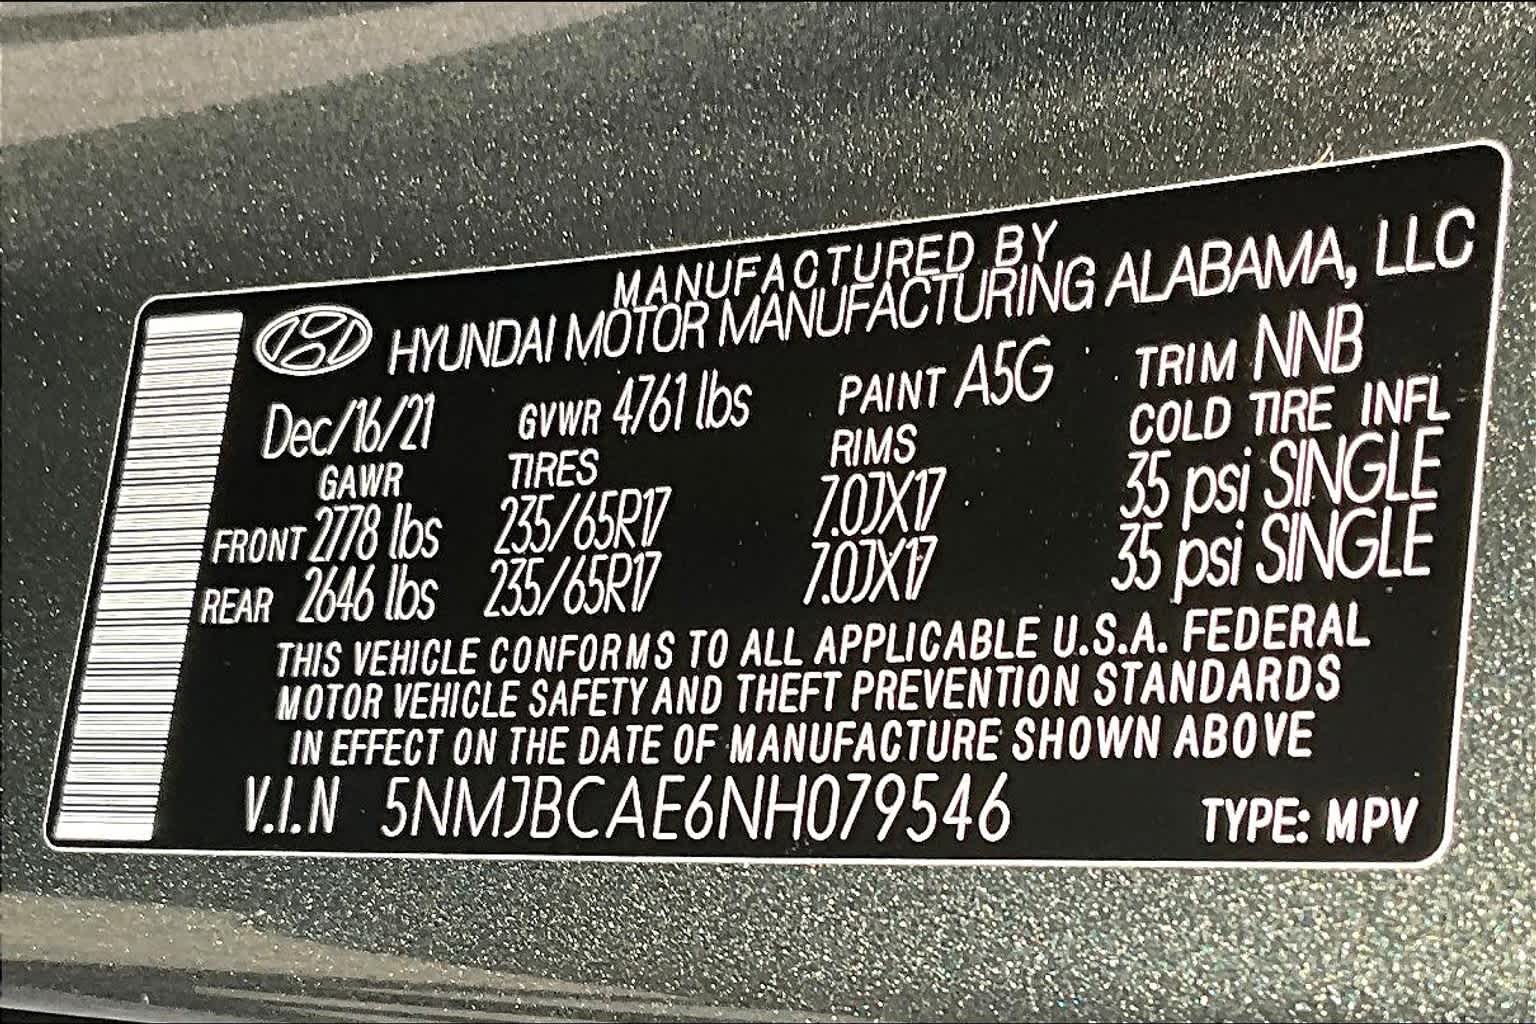 MANUFACTURED BY
HYUNDAI MOTOR MANUFACTURING ALABAMA, LLC
Dec/16/21 GVWR 4761 lbs PAINT A5G TRIM NNB
GAWR TIRES RIMS COLD TIRE INFL
FRONT 2778 lbs 235/65R17 7.0JX17 35 psi SINGLE
REAR 2646 lbs 235/65R17 7.0JX17 35 psi SINGLE
THIS VEHICLE CONFORMS TO ALL APPLICABLE U.S.A. FEDERAL
MOTOR VEHICLE SAFETY AND THEFT PREVENTION STANDARDS
IN EFFECT ON THE DATE OF MANUFACTURE SHOWN ABOVE
V.I.N 5NMJBCAE6NH079546 TYPE: MPV